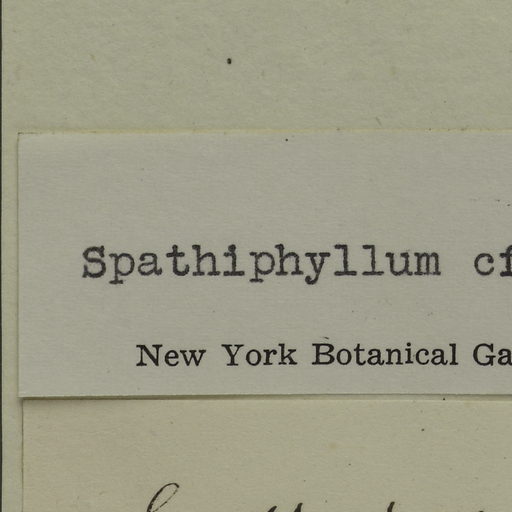 Spathiphyllum cf
New York Botanical Ga